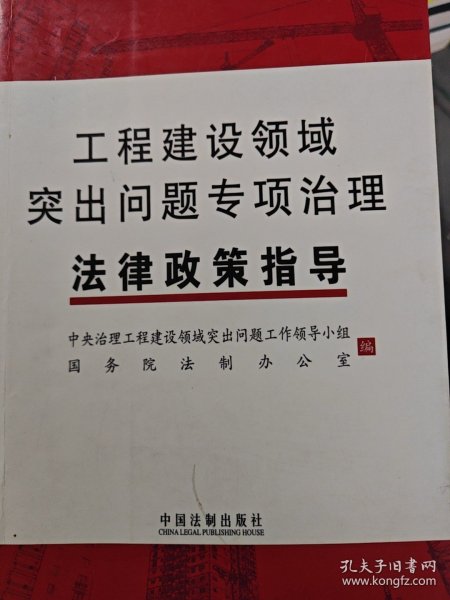 工程建设领域
突出问题专项治理
法律政策指导
中央治理工程建设领域突出问题工作领导小组
国务院法制办公室
编
中国法制出版社
CHINA LEGAL PUBLISHING HOUSE
孔夫子旧书网
www.kongfz.com